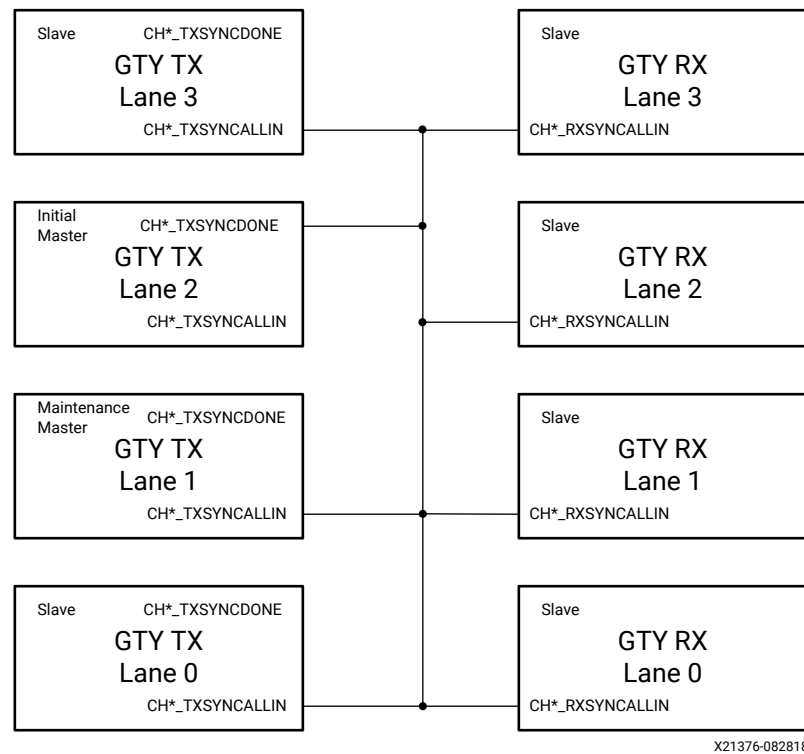 Slave CH*_TXSYNCDONE
GTY TX
Lane 3
CH*_TXSYNCALLIN
Slave
GTY RX
Lane 3
CH*_RXSYNCALLIN
Initial
Master
CH*_TXSYNCDONE
GTY TX
Lane 2
CH*_TXSYNCALLIN
Slave
GTY RX
Lane 2
CH*_RXSYNCALLIN
Maintenance
Master
CH*_TXSYNCDONE
GTY TX
Lane 1
CH*_TXSYNCALLIN
Slave
GTY RX
Lane 1
CH*_RXSYNCALLIN
Slave CH*_TXSYNCDONE
GTY TX
Lane 0
CH*_TXSYNCALLIN
Slave
GTY RX
Lane 0
CH*_RXSYNCALLIN
X21376-082818